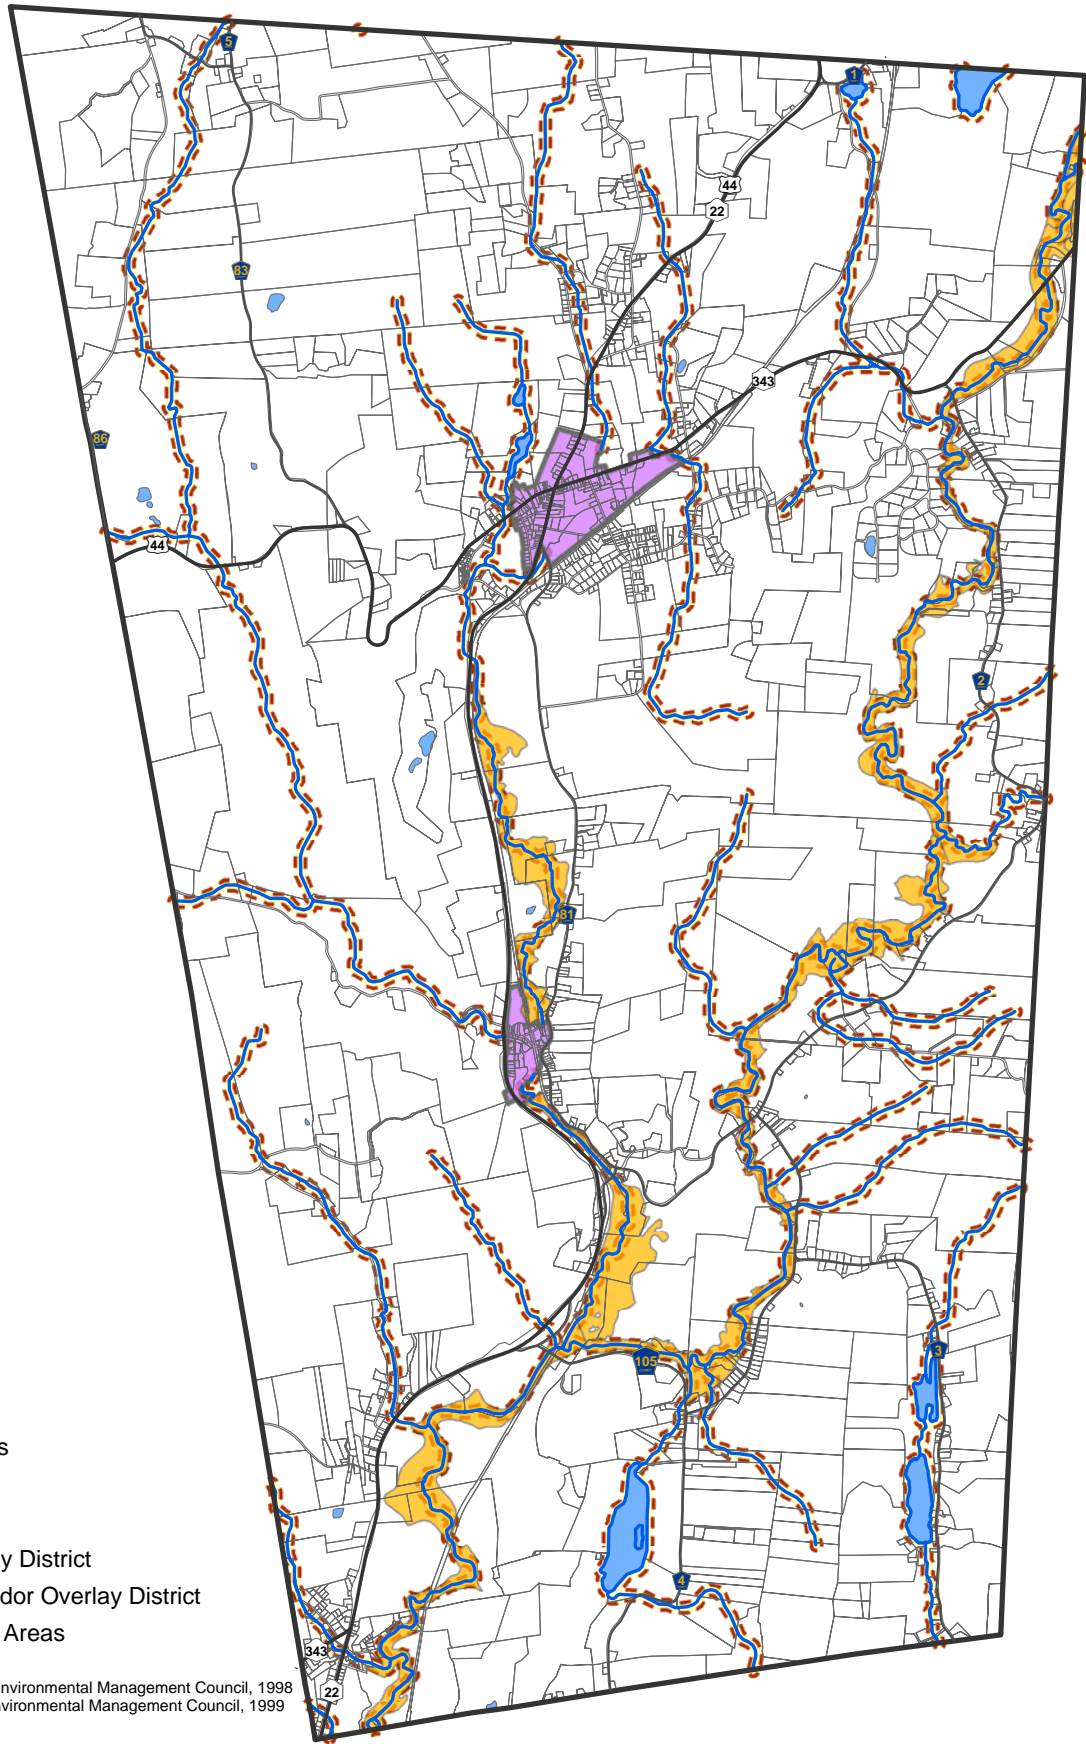 5
1
44
22
83
343
86
44
2
81
105
3
4
s
y District
dor Overlay District
Areas
343
nvironmental Management Council, 1998
22
nvironmental Management Council, 1999